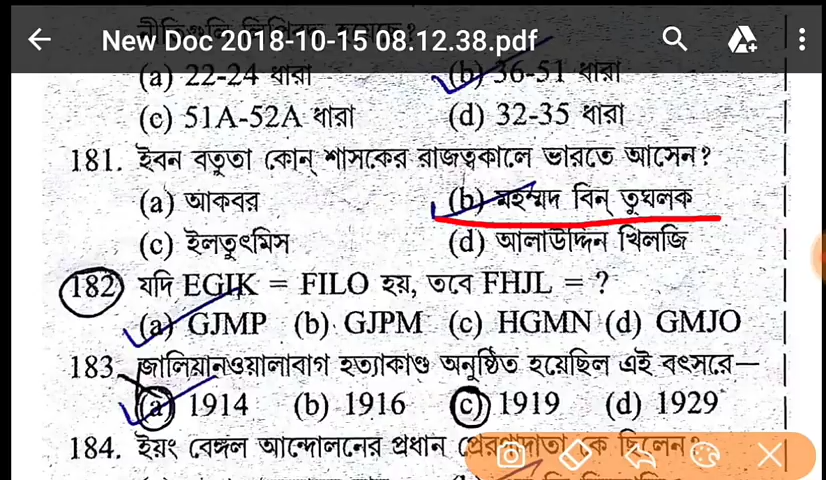 New Doc 2018-10-15 08.12.38.pdf
(a) 22-24 ধারা (b) 36-51 ধারা
(c) 51A-52A ধারা (d) 32-35 ধারা
181. ইবন বতুতা কোন্ শাসকের রাজত্বকালে ভারতে আসেন?
(a) আকবর (b) মহম্মদ বিন্ তুঘলক
(c) ইলতুৎমিস (d) আলাউদ্দিন খিলজি
182 যদি EGIK = FILO হয়, তবে FHJL = ?
(a) GJMP (b) GJPM (c) HGMN (d) GMJO
183. জালিয়ানওয়ালাবাগ হত্যাকাণ্ড অনুষ্ঠিত হয়েছিল এই বৎসরে—
(a) 1914 (b) 1916 (c) 1919 (d) 1929
184. ইয়ং বেঙ্গল আন্দোলনের প্রধান প্রেরণাদাতা কে ছিলেন?